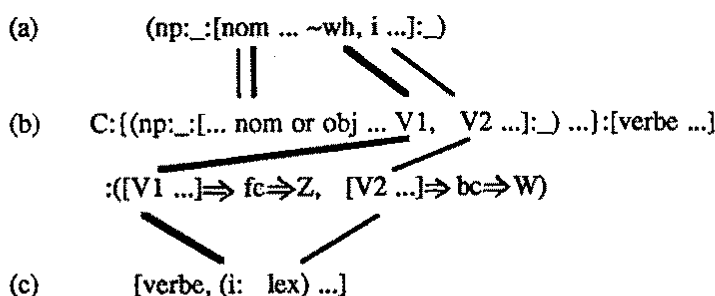 (a) (np:_:[nom ... ~wh, i ...]:_)
(b) C:{(np:_:[... nom or obj ... V1, V2 ...]:_) ...}:[verbe ...]
:([V1 ...]⇒ fc⇒Z, [V2 ...]⇒ bc⇒W)
(c) [verbe, (i: lex) ...]